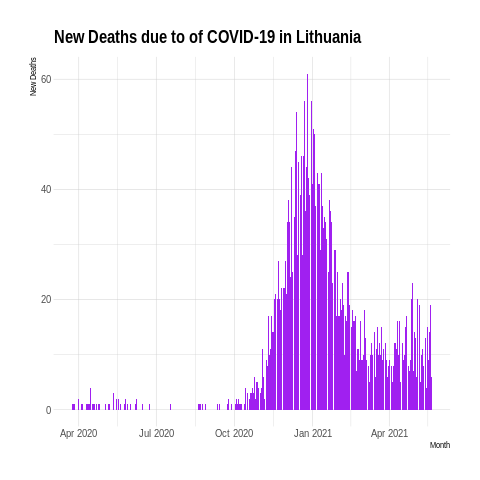 New Deaths due to of COVID-19 in Lithuania
New Deaths
60
40
20
0
Apr 2020 Jul 2020 Oct 2020 Jan 2021 Apr 2021
Month